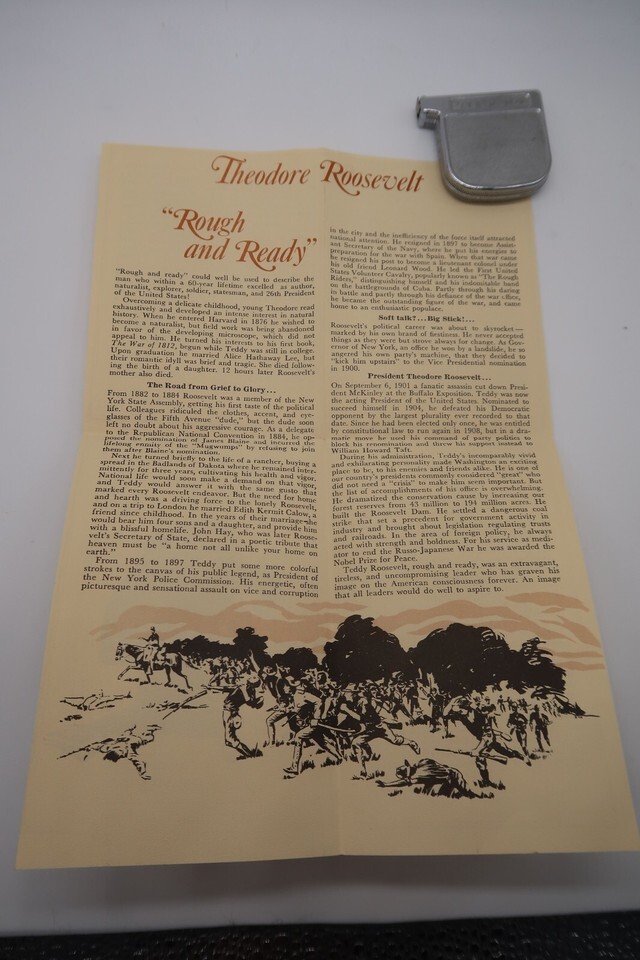 Theodore Roosevelt
"Rough
and Ready"
"Rough and ready" could well be used to describe the
man who within a 60-year lifetime excelled as author,
naturalist, explorer, soldier, statesman, and 26th President
of the United States!
Overcoming a delicate childhood, young Theodore read
exhaustively and developed an intense interest in natural
history. When he entered Harvard in 1876 he wished to
become a naturalist, but field work was being abandoned
in favor of the developing microscope, which did not
appeal to him. He turned his interests to his first book,
The War of 1812, begun while Teddy was still in college.
Upon graduation he married Alice Hathaway Lee, but
their romantic idyll was brief and tragic. She died follow-
ing the birth of a daughter. 12 hours later Roosevelt's
mother also died.
The Road from Grief to Glory...
From 1882 to 1884 Roosevelt was a member of the New
York State Assembly, getting his first taste of the political
life. Colleagues ridiculed the clothes, accent, and eye-
glasses of the Fifth Avenue "dude," but the dude soon
left no doubt about his aggressive courage. As a delegate
to the Republican National Convention in 1884, he op-
posed the nomination of James Blaine and incurred the
lifelong enmity of the "Mugwumps" by refusing to join
them after Blaine's nomination.
Next he turned briefly to the life of a rancher, buying a
spread in the Badlands of Dakota where he remained inter-
mittently for three years, cultivating his health and vigor.
National life would soon make a demand on that vigor,
and Teddy would answer it with the same gusto that
marked every Roosevelt endeavor. But the need for home
and hearth was a driving force to the lonely Roosevelt,
and on a trip to London he married Edith Kermit Calow, a
friend since childhood. In the years of their marriage she
would bear him four sons and a daughter, and provide him
with a blissful homelife. John Hay, who was later Roose-
velt's Secretary of State, declared in a poetic tribute that
heaven must be "a home not all unlike your home on
earth."
From 1895 to 1897 Teddy put some more colorful
strokes to the canvas of his public legend, as President of
the New York Police Commission. His energetic, often
picturesque and sensational assault on vice and corruption
in the city and the inefficiency of the force itself attracted
national attention. He resigned in 1897 to become Assist-
ant Secretary of the Navy, where he put his energies to
preparation for the war with Spain. When that war came
he resigned his post to become a lieutenant colonel under
his old friend Leonard Wood. He led the First United
States Volunteer Cavalry, popularly known as "The Rough
Riders," distinguishing himself and his indomitable band
on the battlegrounds of Cuba. Partly through his daring
in battle and partly through his defiance of the war office,
he became the outstanding figure of the war, and came
home to an enthusiastic populace.
Soft talk?...Big Stick!...
Roosevelt's political career was about to skyrocket—
marked by his own brand of feistiness. He never accepted
things as they were but strove always for change. As Gov-
ernor of New York, an office he won by a landslide, he so
angered his own party's machine, that they decided to
"kick him upstairs" to the Vice Presidential nomination
in 1900.
President Theodore Roosevelt...
On September 6, 1901 a fanatic assassin cut down Presi-
dent McKinley at the Buffalo Exposition. Teddy was now
the acting President of the United States. Nominated to
succeed himself in 1904, he defeated his Democratic
opponent by the largest plurality ever recorded to that
date. Since he had been elected only once, he was entitled
by constitutional law to run again in 1908, but in a dra-
matic move he used his command of party politics to
block his renomination and threw his support instead to
William Howard Taft.
During his administration, Teddy's incomparably vivid
and exhilarating personality made Washington an exciting
place to be, to his enemies and friends alike. He is one of
our country's presidents commonly considered "great" who
did not need a "crisis" to make him seem important. But
the list of accomplishments of his office is overwhelming.
He dramatized the conservation cause by increasing our
forest reserves from 43 million to 194 million acres. He
built the Roosevelt Dam. He settled a dangerous coal
strike that set a precedent for government activity in
industry and brought about legislation regulating trusts
and railroads. In the area of foreign policy, he always
acted with strength and boldness. For his service as medi-
ator to end the Russo-Japanese War he was awarded the
Nobel Prize for Peace.
Teddy Roosevelt, rough and ready, was an extravagant,
tireless, and uncompromising leader who has graven his
image on the American consciousness forever. An image
that all leaders would do well to aspire to.